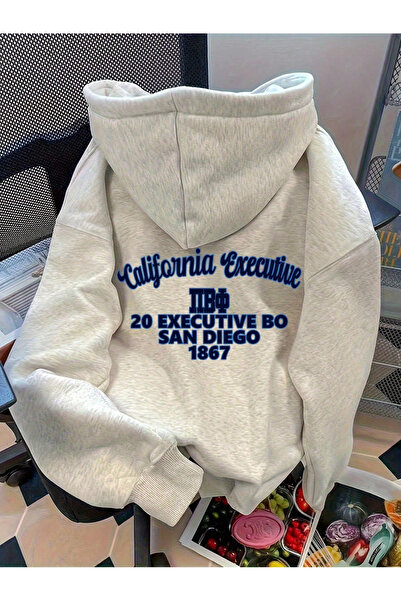 California Executive
ΠΒΦ
20 EXECUTIVE BO
SAN DIEGO
1867